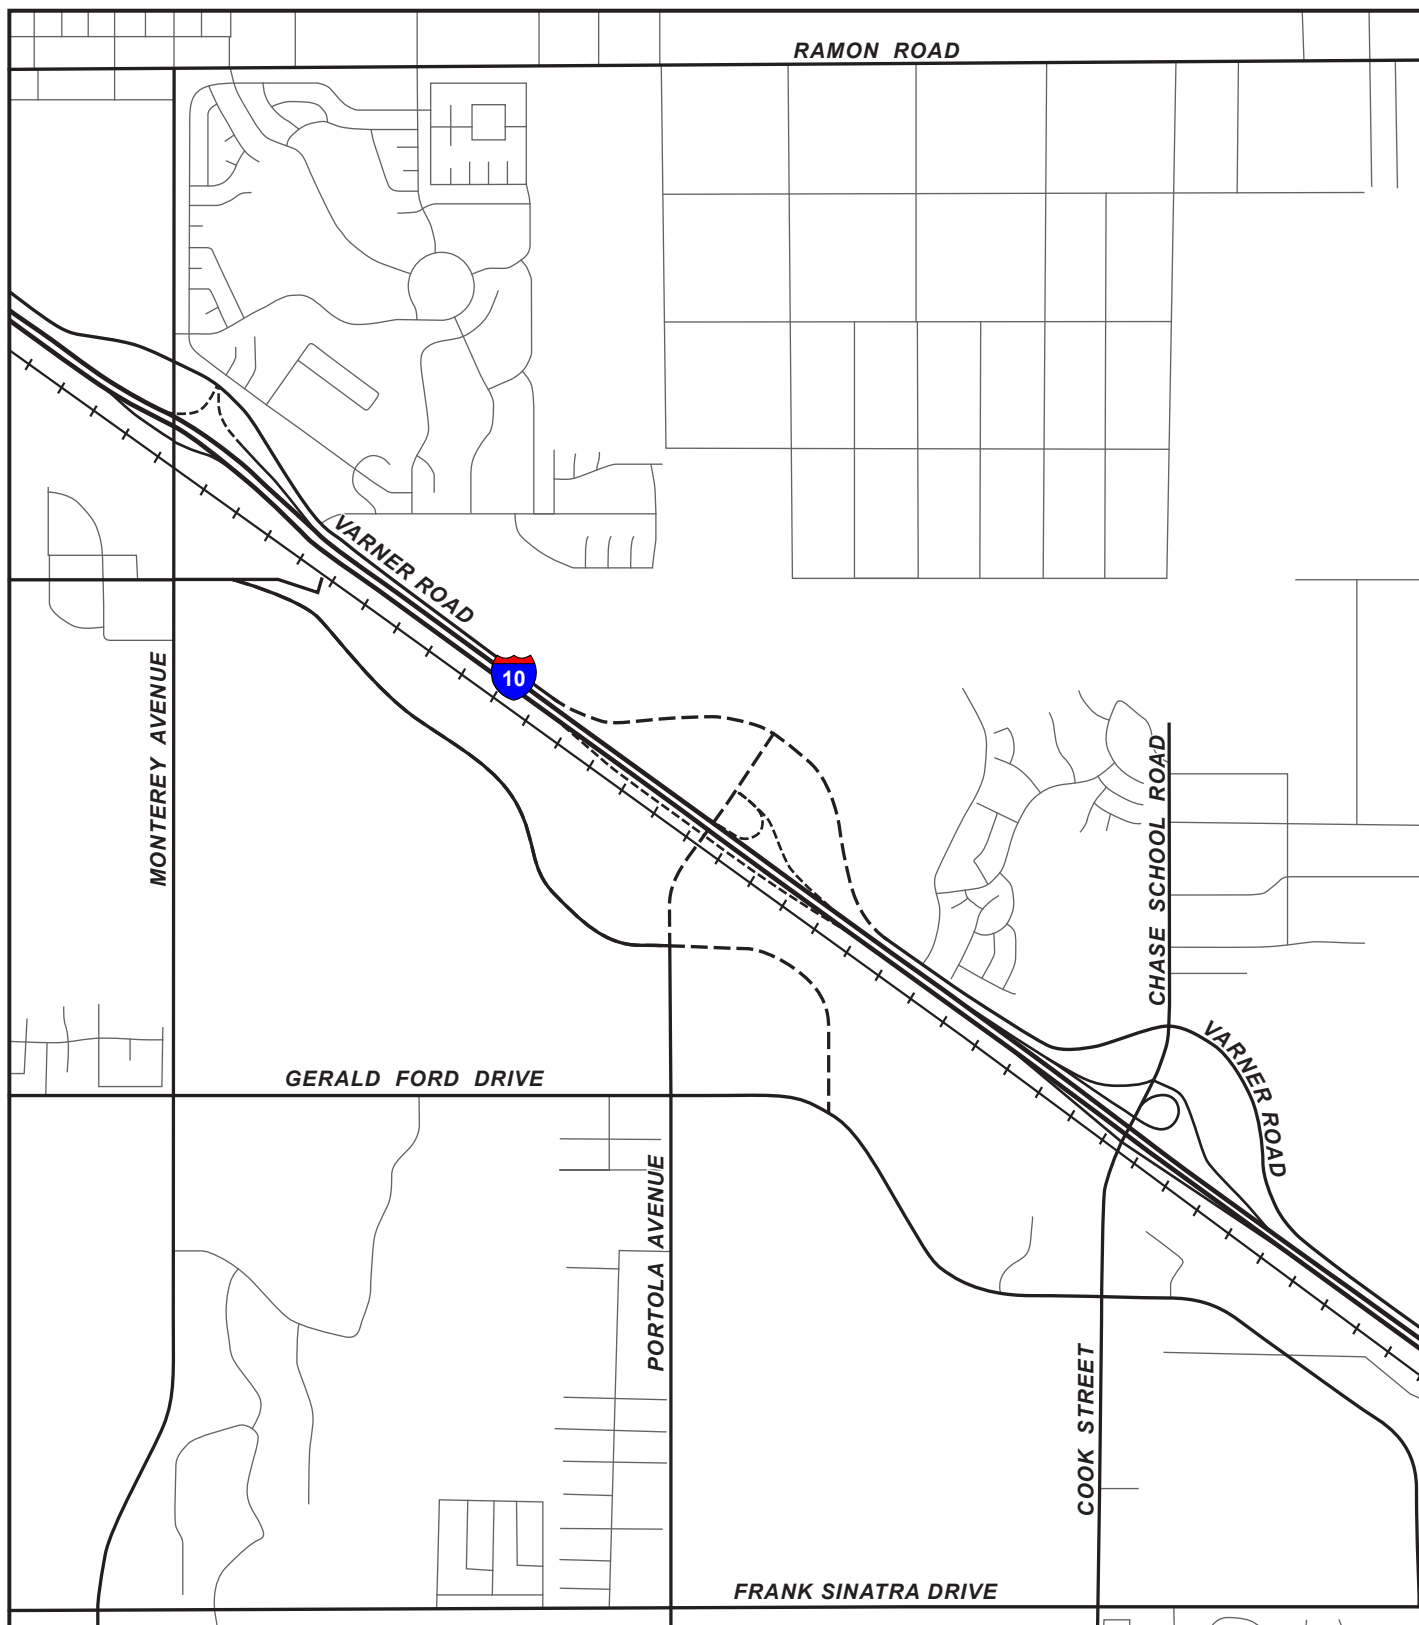 RAMON ROAD
VARNER ROAD
10
MONTEREY AVENUE
CHASE SCHOOL ROAD
VARNER ROAD
GERALD FORD DRIVE
PORTOLA AVENUE
COOK STREET
FRANK SINATRA DRIVE